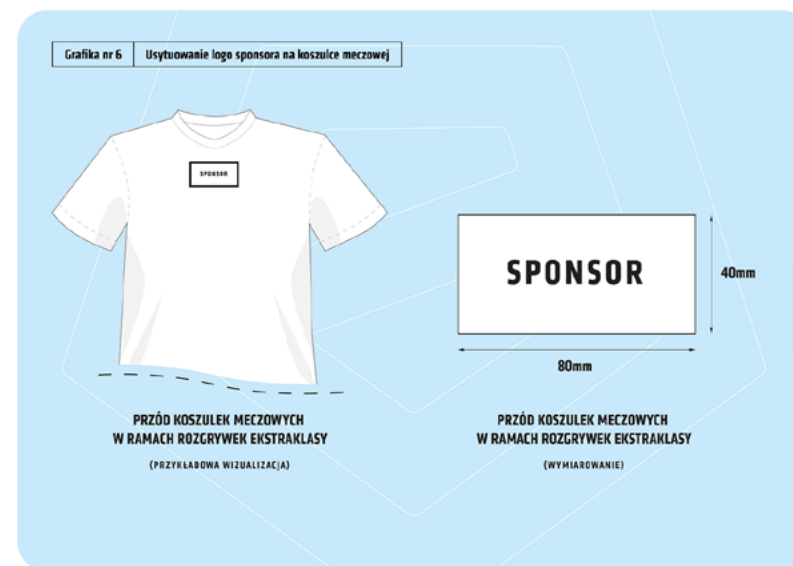 Grafika nr 6
Usytuowanie logo sponsora na koszulce meczowej
SPONSOR
SPONSOR
40mm
80mm
PRZÓD KOSZULEK MECZOWYCH
W RAMACH ROZGRYWEK EKSTRAKLASY
(PRZYKŁADOWA WIZUALIZACJA)
PRZÓD KOSZULEK MECZOWYCH
W RAMACH ROZGRYWEK EKSTRAKLASY
(WYMIAROWANIE)